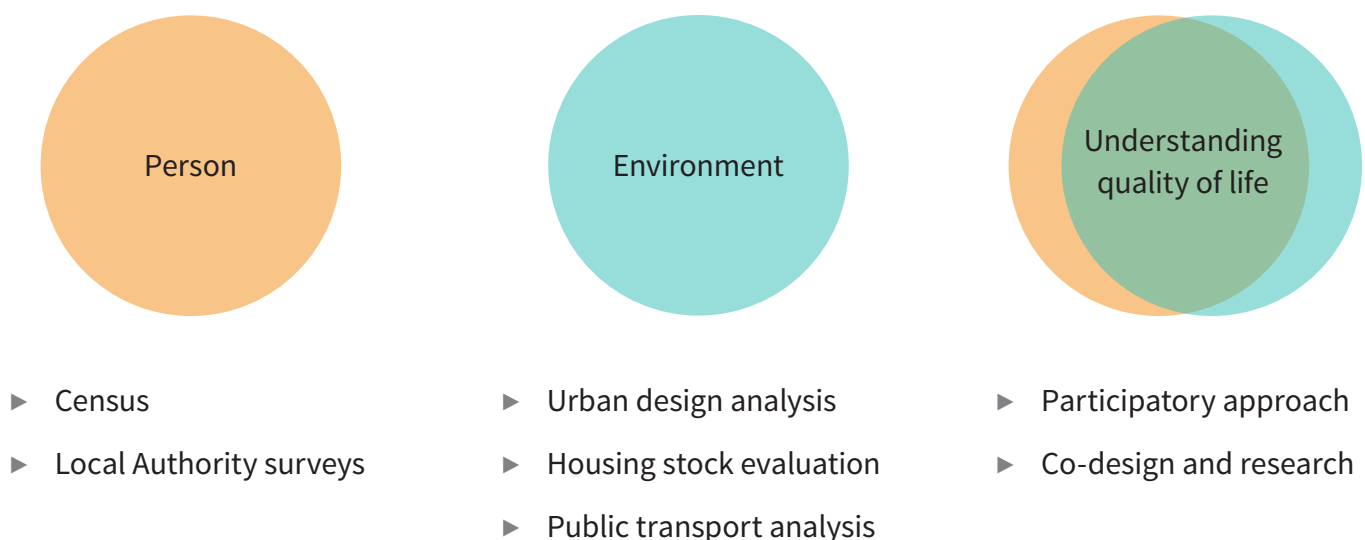 Person
Environment
Understanding
quality of life
► Census
► Local Authority surveys
► Urban design analysis
► Housing stock evaluation
► Public transport analysis
► Participatory approach
► Co-design and research